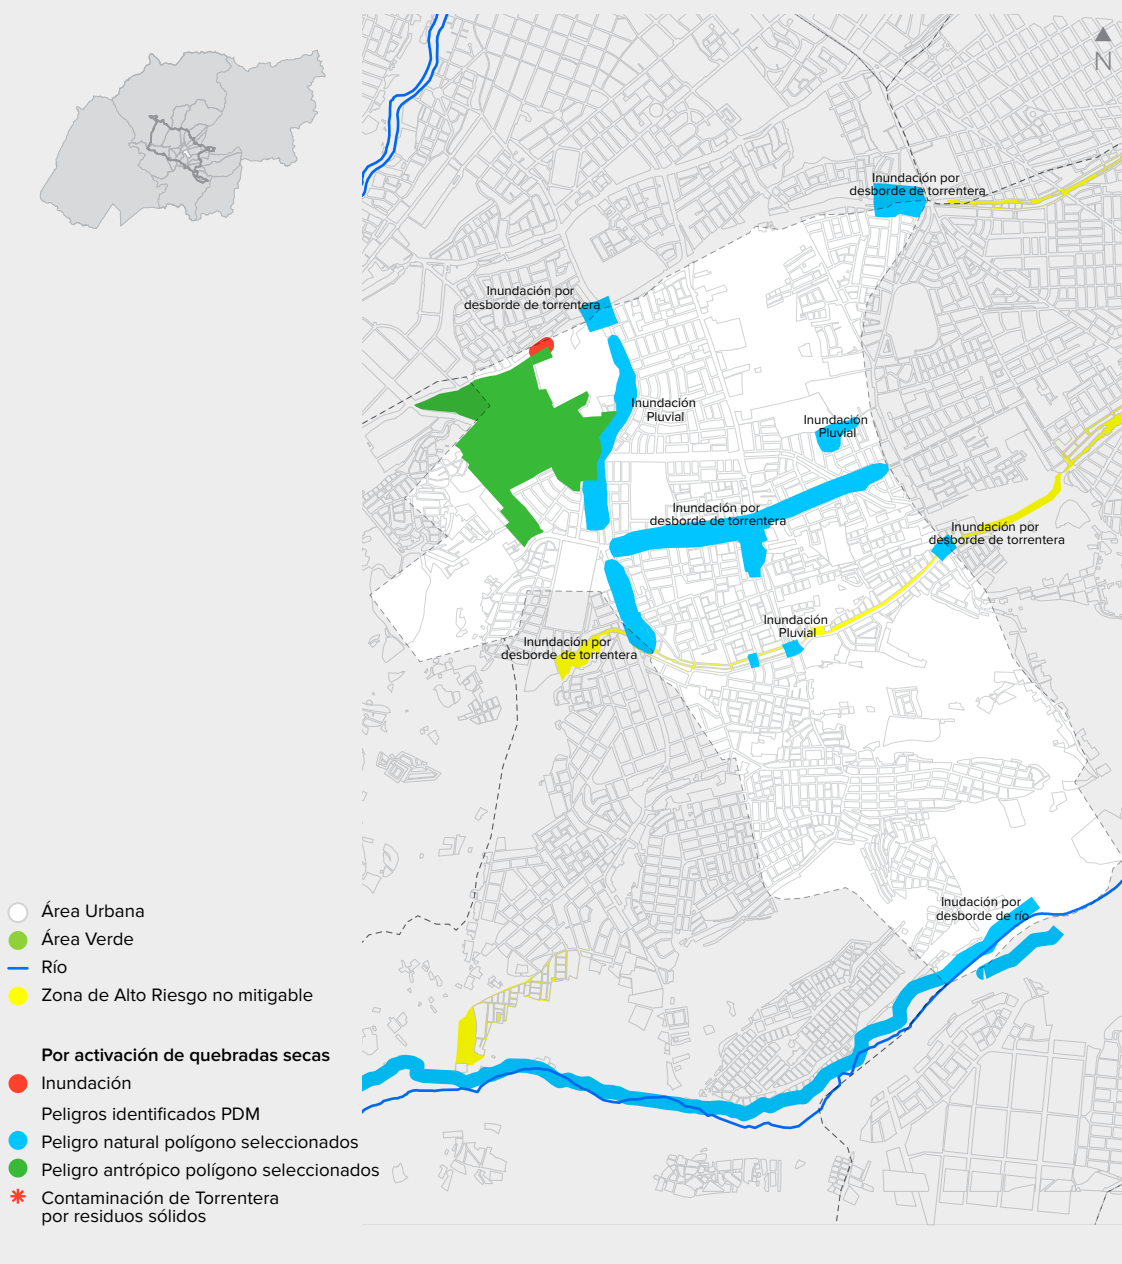 N
Inundación por
desborde de torrentera
Inundación por
desborde de torrentera
Inundación
Pluvial
Inundación
Pluvial
Inundación por
desborde de torrentera
Inundación por
desborde de torrentera
Inundación
Pluvial
Inundación por
desborde de torrentera
Inudación por
desborde de río
Área Urbana
Área Verde
Río
Zona de Alto Riesgo no mitigable
Por activación de quebradas secas
Inundación
Peligros identificados PDM
Peligro natural polígono seleccionados
Peligro antrópico polígono seleccionados
Contaminación de Torrentera
por residuos sólidos